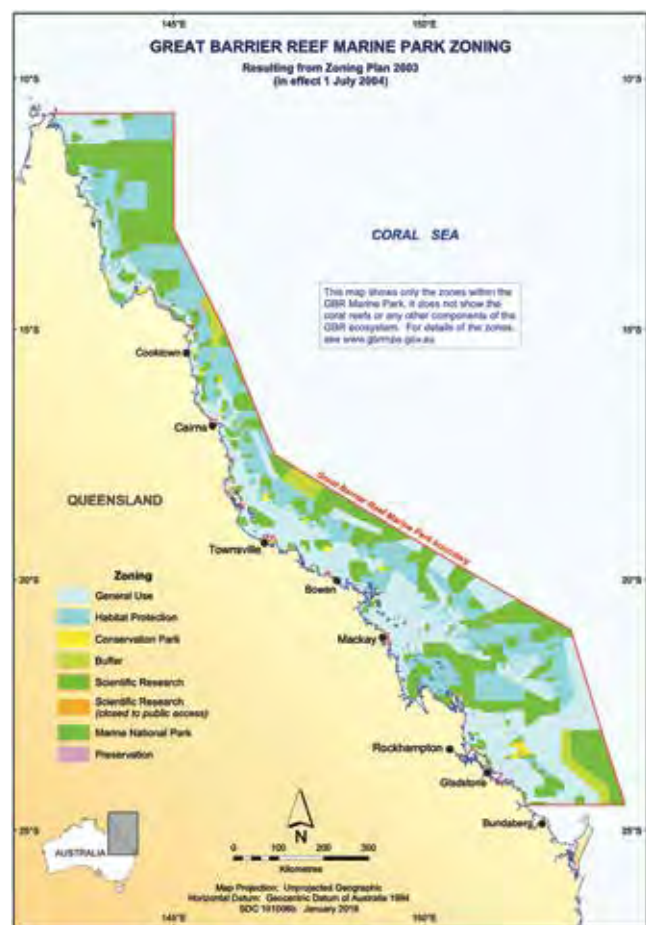 145°E 150°E
GREAT BARRIER REEF MARINE PARK ZONING
Resulting from Zoning Plan 2003
(in effect 1 July 2004)
10°S 10°S
CORAL SEA
This map shows only the zones within the
GBR Marine Park, it does not show the
coral reefs or any other components of the
GBR ecosystem. For details of the zones,
see www.gbrmpa.gov.au
15°S 15°S
Cooktown
Cairns
Great Barrier Reef Marine Park boundary
QUEENSLAND
Townsville
Bowen
20°S 20°S
Mackay
Zoning
General Use
Habitat Protection
Conservation Park
Buffer
Scientific Research
Scientific Research
(closed to public access)
Marine National Park
Preservation
Rockhampton
Gladstone
Bundaberg
25°S 25°S
AUSTRALIA
N
0 100 200 300
Kilometres
Map Projection: Unprojected Geographic
Horizontal Datum: Geocentric Datum of Australia 1994
January 2018
145°E 150°E